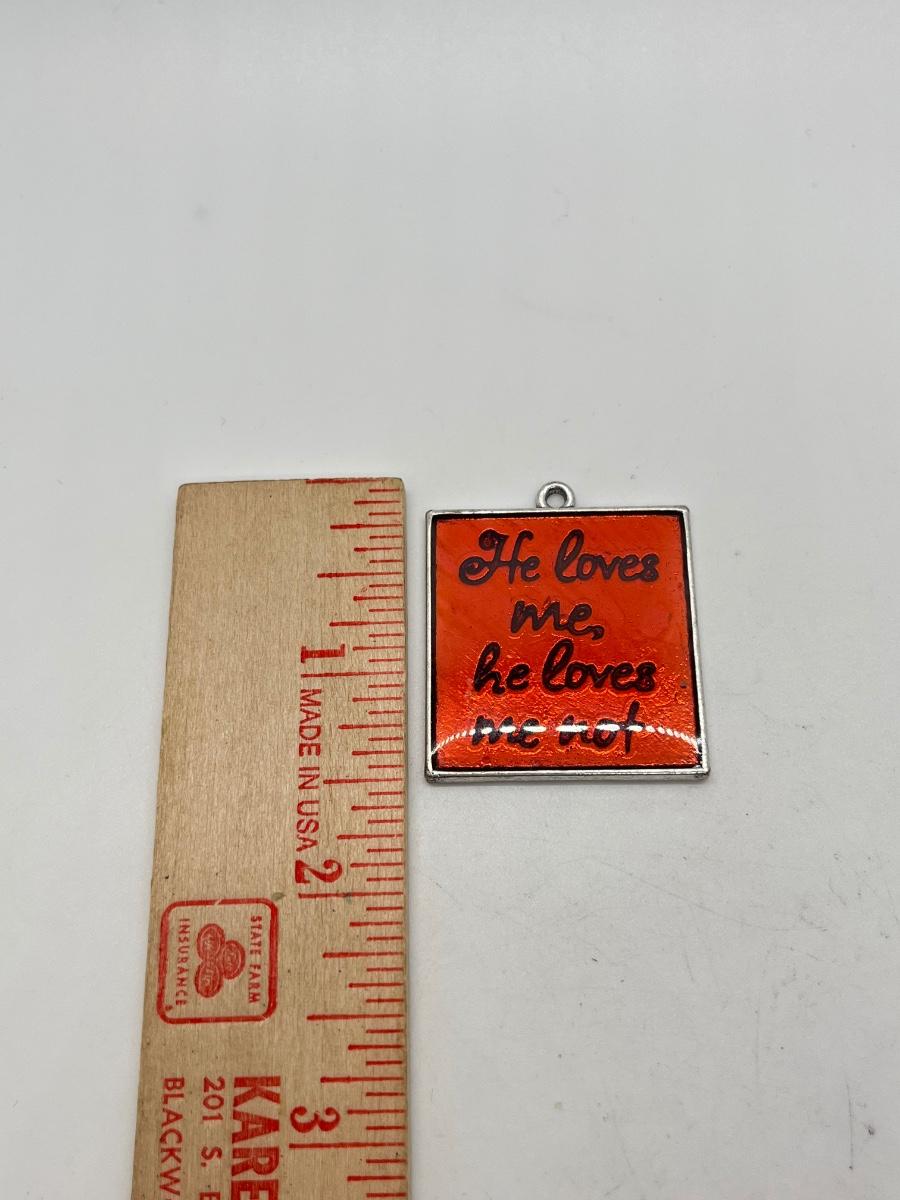 He loves
me,
he loves
me not
1
MADE IN USA
2
3
STATE FARM
INSURANCE
KARE
201 S. E
BLACKW